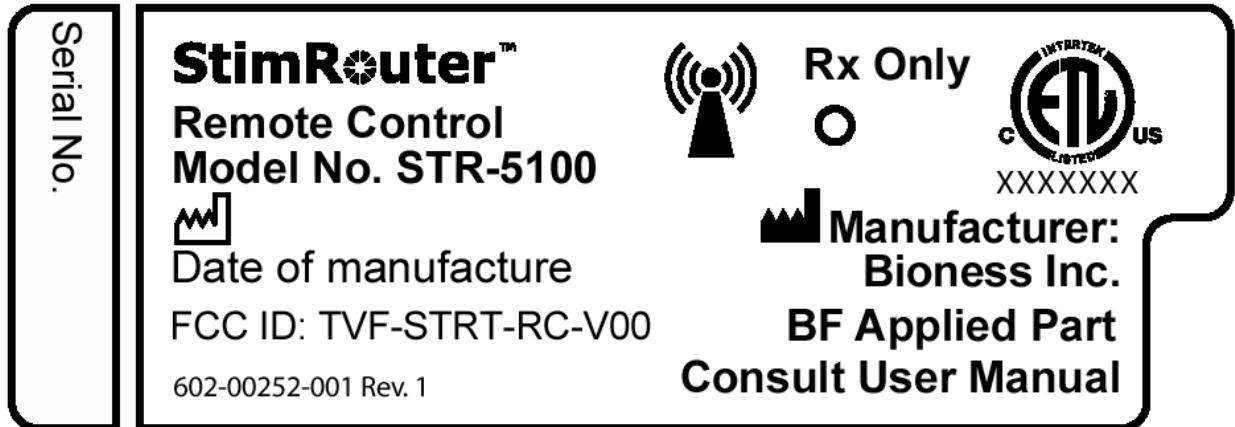 Serial No.
StimRouter™
Remote Control
Model No. STR-5100
Date of manufacture
FCC ID: TVF-STRT-RC-V00
602-00252-001 Rev. 1
Rx Only
INTERTEK
ETL
LISTED
C US
XXXXXXX
Manufacturer:
Bioness Inc.
BF Applied Part
Consult User Manual